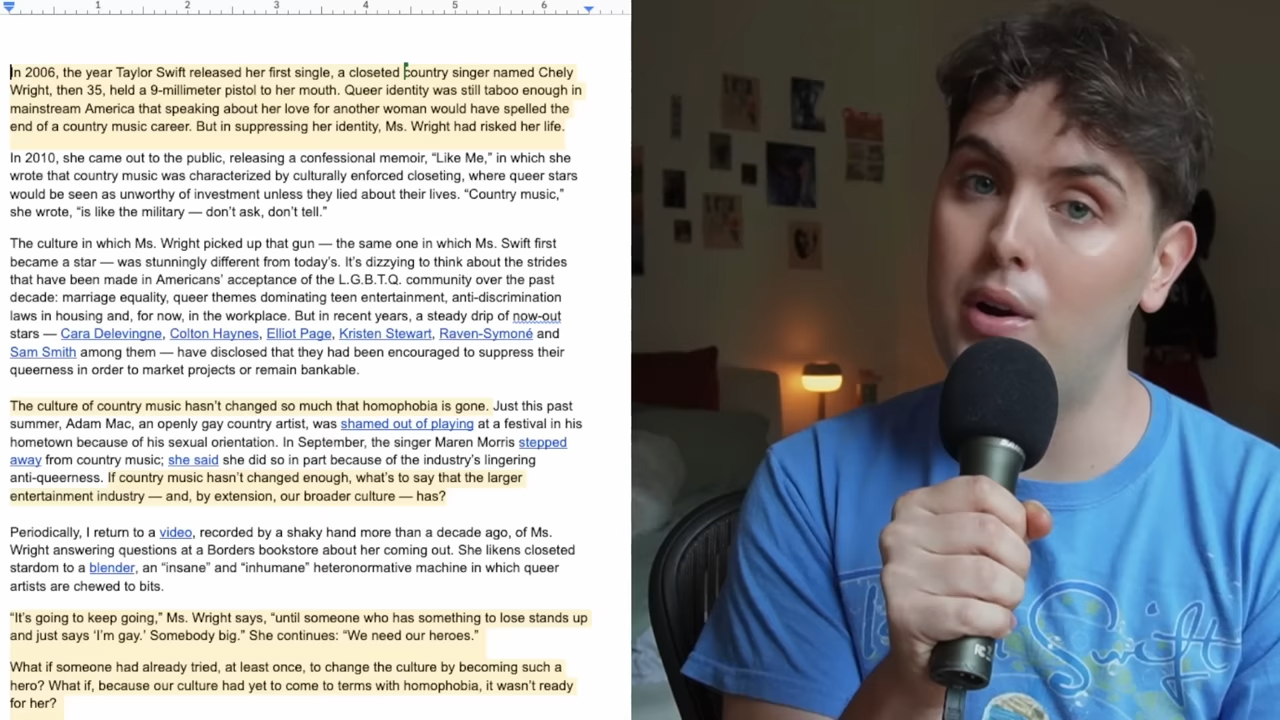 1 2 3 4 5 6
In 2006, the year Taylor Swift released her first single, a closeted country singer named Chely
Wright, then 35, held a 9-millimeter pistol to her mouth. Queer identity was still taboo enough in
mainstream America that speaking about her love for another woman would have spelled the
end of a country music career. But in suppressing her identity, Ms. Wright had risked her life.
In 2010, she came out to the public, releasing a confessional memoir, “Like Me,” in which she
wrote that country music was characterized by culturally enforced closeting, where queer stars
would be seen as unworthy of investment unless they lied about their lives. “Country music,”
she wrote, “is like the military — don’t ask, don’t tell.”
The culture in which Ms. Wright picked up that gun — the same one in which Ms. Swift first
became a star — was stunningly different from today’s. It’s dizzying to think about the strides
that have been made in Americans’ acceptance of the L.G.B.T.Q. community over the past
decade: marriage equality, queer themes dominating teen entertainment, anti-discrimination
laws in housing and, for now, in the workplace. But in recent years, a steady drip of now-out
stars — Cara Delevingne, Colton Haynes, Elliot Page, Kristen Stewart, Raven-Symoné and
Sam Smith among them — have disclosed that they had been encouraged to suppress their
queerness in order to market projects or remain bankable.
The culture of country music hasn’t changed so much that homophobia is gone. Just this past
summer, Adam Mac, an openly gay country artist, was shamed out of playing at a festival in his
hometown because of his sexual orientation. In September, the singer Maren Morris stepped
away from country music; she said she did so in part because of the industry’s lingering
anti-queerness. If country music hasn’t changed enough, what’s to say that the larger
entertainment industry — and, by extension, our broader culture — has?
Periodically, I return to a video, recorded by a shaky hand more than a decade ago, of Ms.
Wright answering questions at a Borders bookstore about her coming out. She likens closeted
stardom to a blender, an “insane” and “inhumane” heteronormative machine in which queer
artists are chewed to bits.
“It’s going to keep going,” Ms. Wright says, “until someone who has something to lose stands up
and just says ‘I’m gay.’ Somebody big.” She continues: “We need our heroes.”
What if someone had already tried, at least once, to change the culture by becoming such a
hero? What if, because our culture had yet to come to terms with homophobia, it wasn’t ready
for her?
Swift